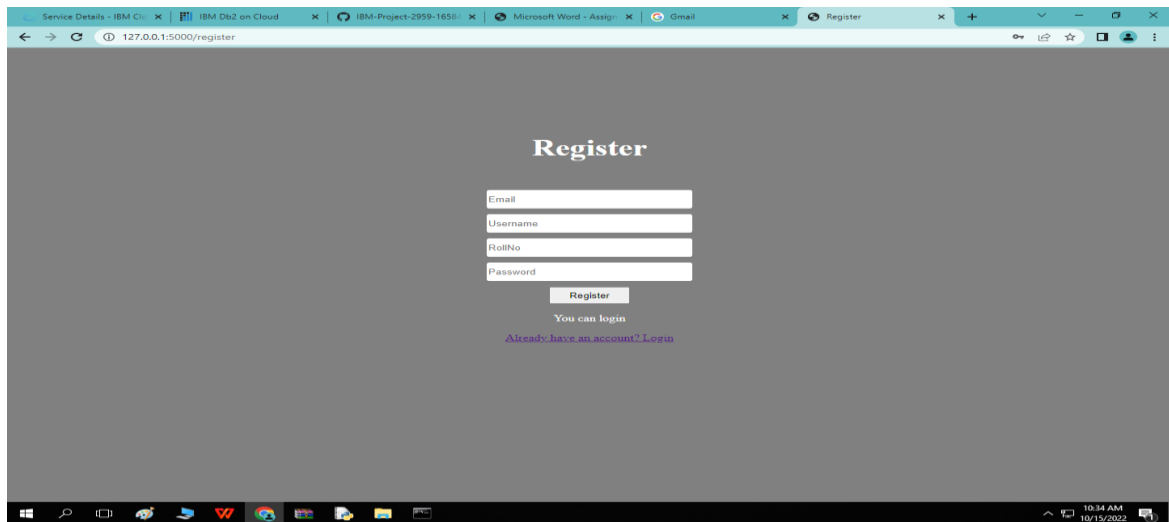 Service Details - IBM Clo
IBM Db2 on Cloud
IBM-Project-2959-1658
Microsoft Word - Assign
Gmail
Register
127.0.0.1:5000/register
Register
Email
Username
RollNo
Password
Register
You can login
Already have an account? Login
10:34 AM
10/15/2022